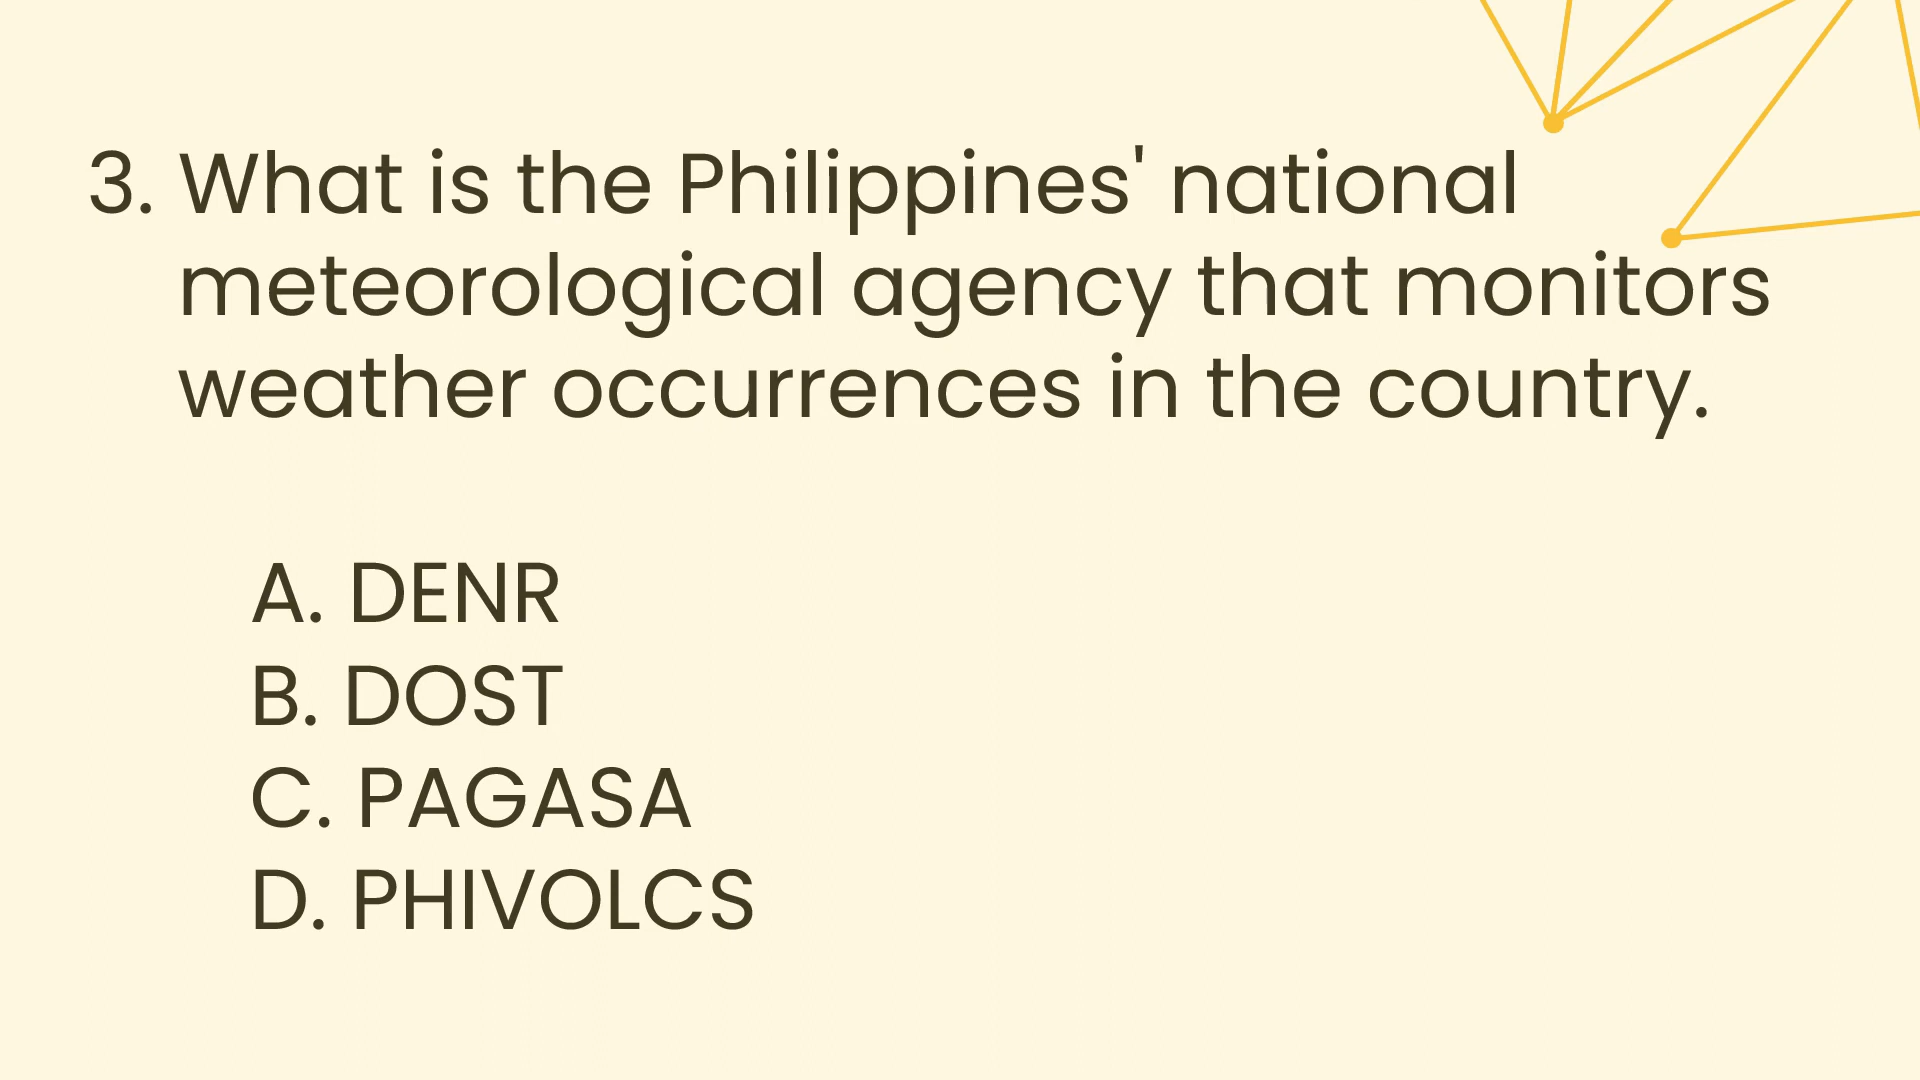 3. What is the Philippines' national
meteorological agency that monitors
weather occurrences in the country.
A. DENR
B. DOST
C. PAGASA
D. PHIVOLCS